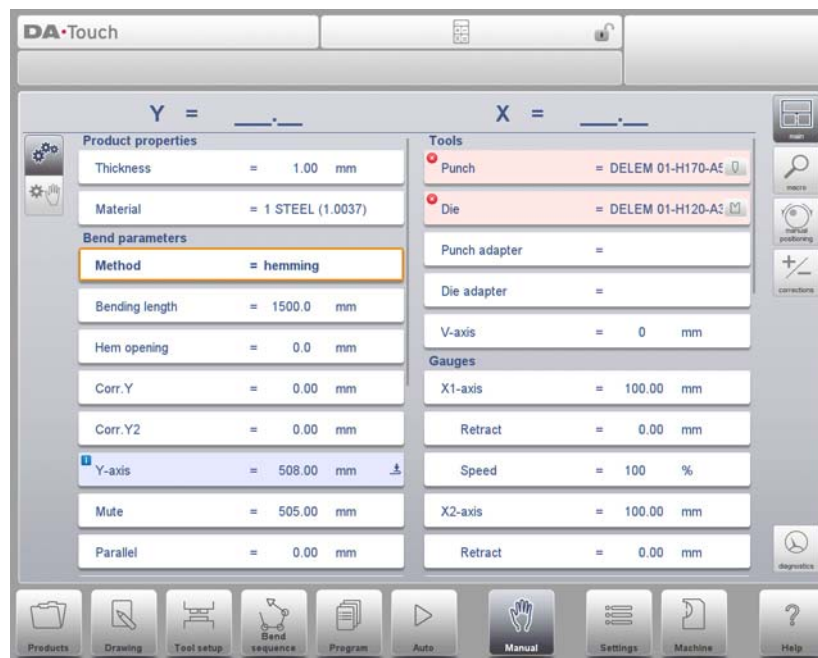 DA·Touch
Y = ___.__
X = ___.__
Product properties
Thickness = 1.00 mm
Material = 1 STEEL (1.0037)
Bend parameters
Method = hemming
Bending length = 1500.0 mm
Hem opening = 0.0 mm
Corr.Y = 0.00 mm
Corr.Y2 = 0.00 mm
Y-axis = 508.00 mm
Mute = 505.00 mm
Parallel = 0.00 mm
Tools
Punch = DELEM 01-H170-A5
Die = DELEM 01-H120-A3
Punch adapter =
Die adapter =
V-axis = 0 mm
Gauges
X1-axis = 100.00 mm
Retract = 0.00 mm
Speed = 100 %
X2-axis = 100.00 mm
Retract = 0.00 mm
main
macro
manual
positioning
corrections
diagnostics
Products
Drawing
Tool setup
Bend
sequence
Program
Auto
Manual
Settings
Machine
Help